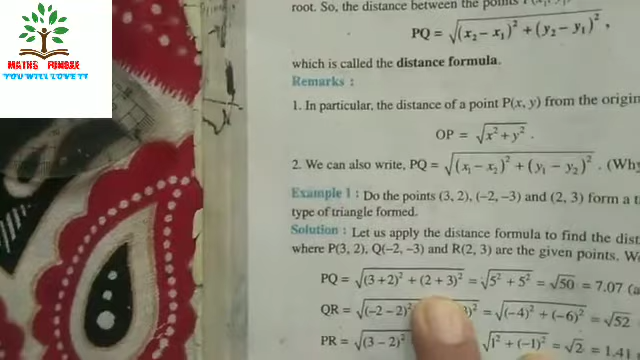 MATHS FUNBEE
YOU WILL LOVE IT
root. So, the distance between the points
PQ = √((x₂ − x₁)² + (y₂ − y₁)²) ,
which is called the distance formula.
Remarks :
1. In particular, the distance of a point P(x, y) from the origin
OP = √(x² + y²) .
2. We can also write, PQ = √((x₁ − x₂)² + (y₁ − y₂)²) . (Why
Example 1 : Do the points (3, 2), (−2, −3) and (2, 3) form a
type of triangle formed.
Solution : Let us apply the distance formula to find the
where P(3, 2), Q(−2, −3) and R(2, 3) are the given points.
PQ = √((3 + 2)² + (2 + 3)²) = √(5² + 5²) = √50 = 7.07
QR = √((−2 − 2)² = √((−4)² + (−6)²) = √52
PR = √((3 − 2)² √(1² + (−1)²) = √2 = 1.41